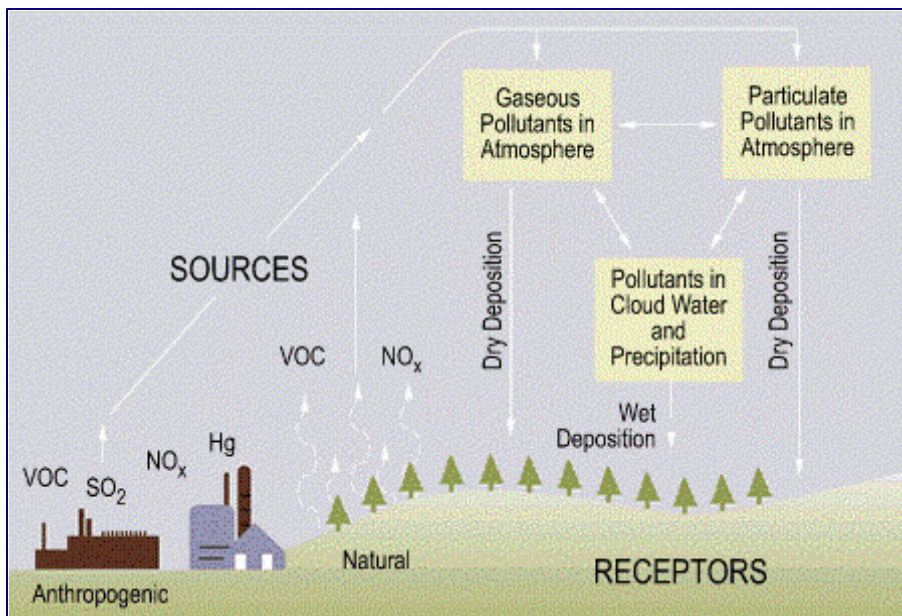 Gaseous
Pollutants in
Atmosphere
Particulate
Pollutants in
Atmosphere
SOURCES
Dry Deposition
Pollutants in
Cloud Water
and
Precipitation
Dry Deposition
VOC
NOx
Wet
Deposition
VOC
SO2
NOx
Hg
Natural
RECEPTORS
Anthropogenic